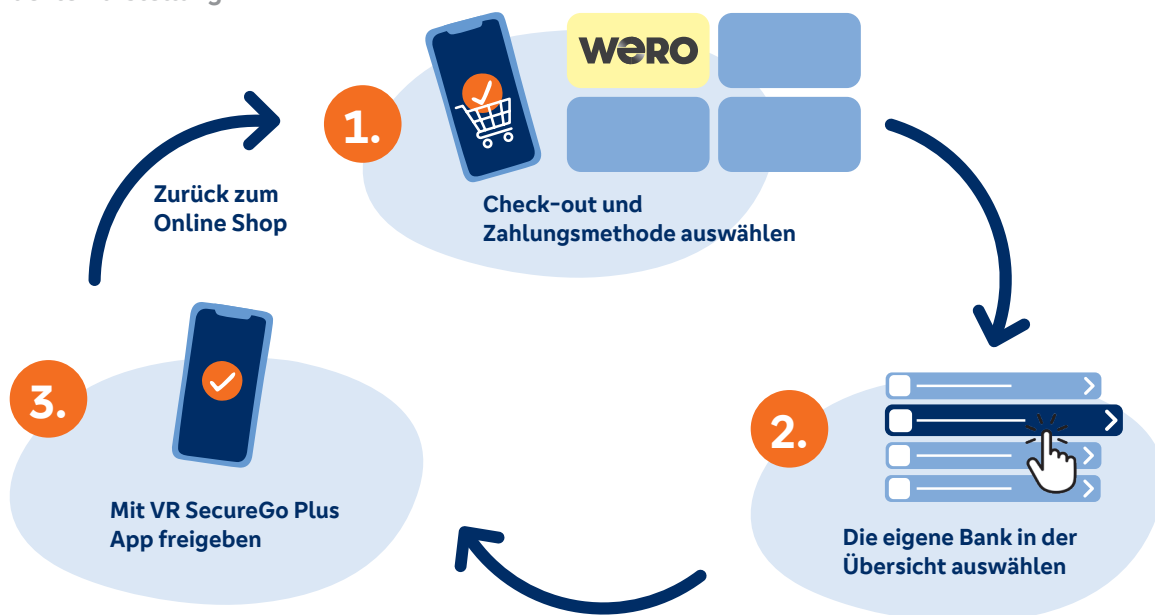 1.
wero
Check-out und
Zahlungsmethode auswählen
2.
Die eigene Bank in der
Übersicht auswählen
3.
Mit VR SecureGo Plus
App freigeben
Zurück zum
Online Shop